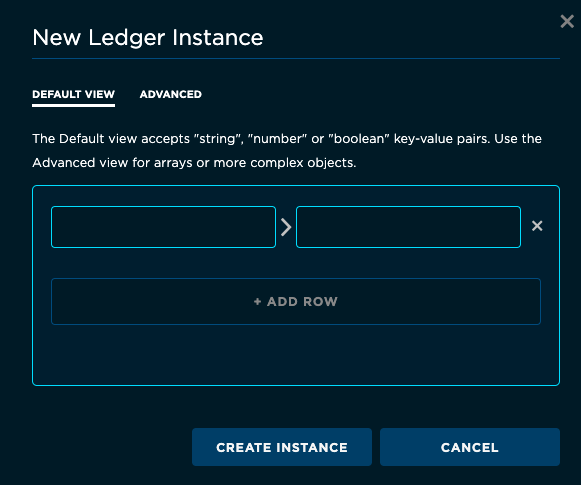 New Ledger Instance
DEFAULT VIEW
ADVANCED
The Default view accepts "string", "number" or "boolean" key-value pairs. Use the
Advanced view for arrays or more complex objects.
+ ADD ROW
CREATE INSTANCE
CANCEL